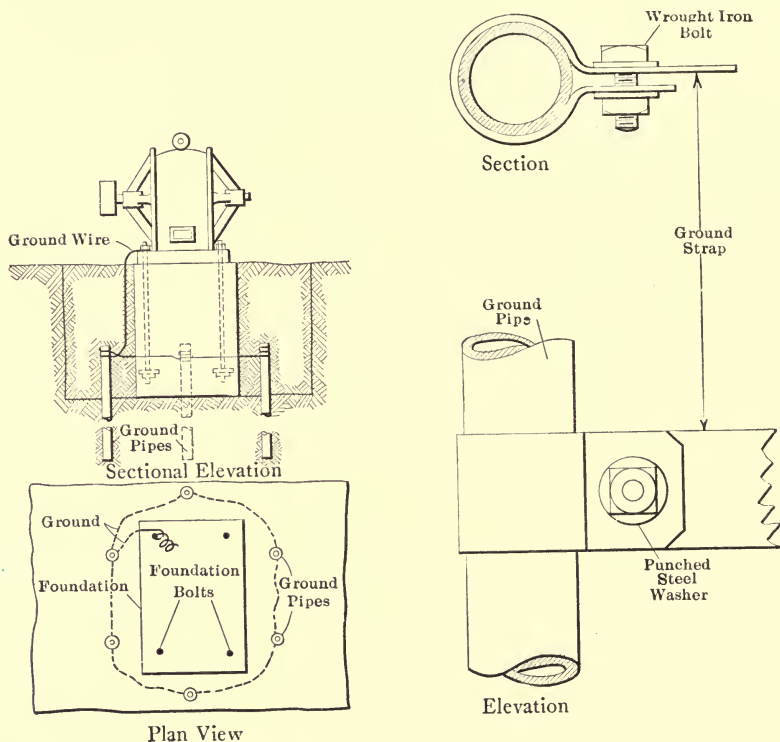 Ground Wire
Ground
Pipes
Sectional Elevation
Ground
Foundation
Foundation
Bolts
Ground
Pipes
Plan View
Wrought Iron
Bolt
Section
Ground
Strap
Ground
Pipe
Punched
Steel
Washer
Elevation